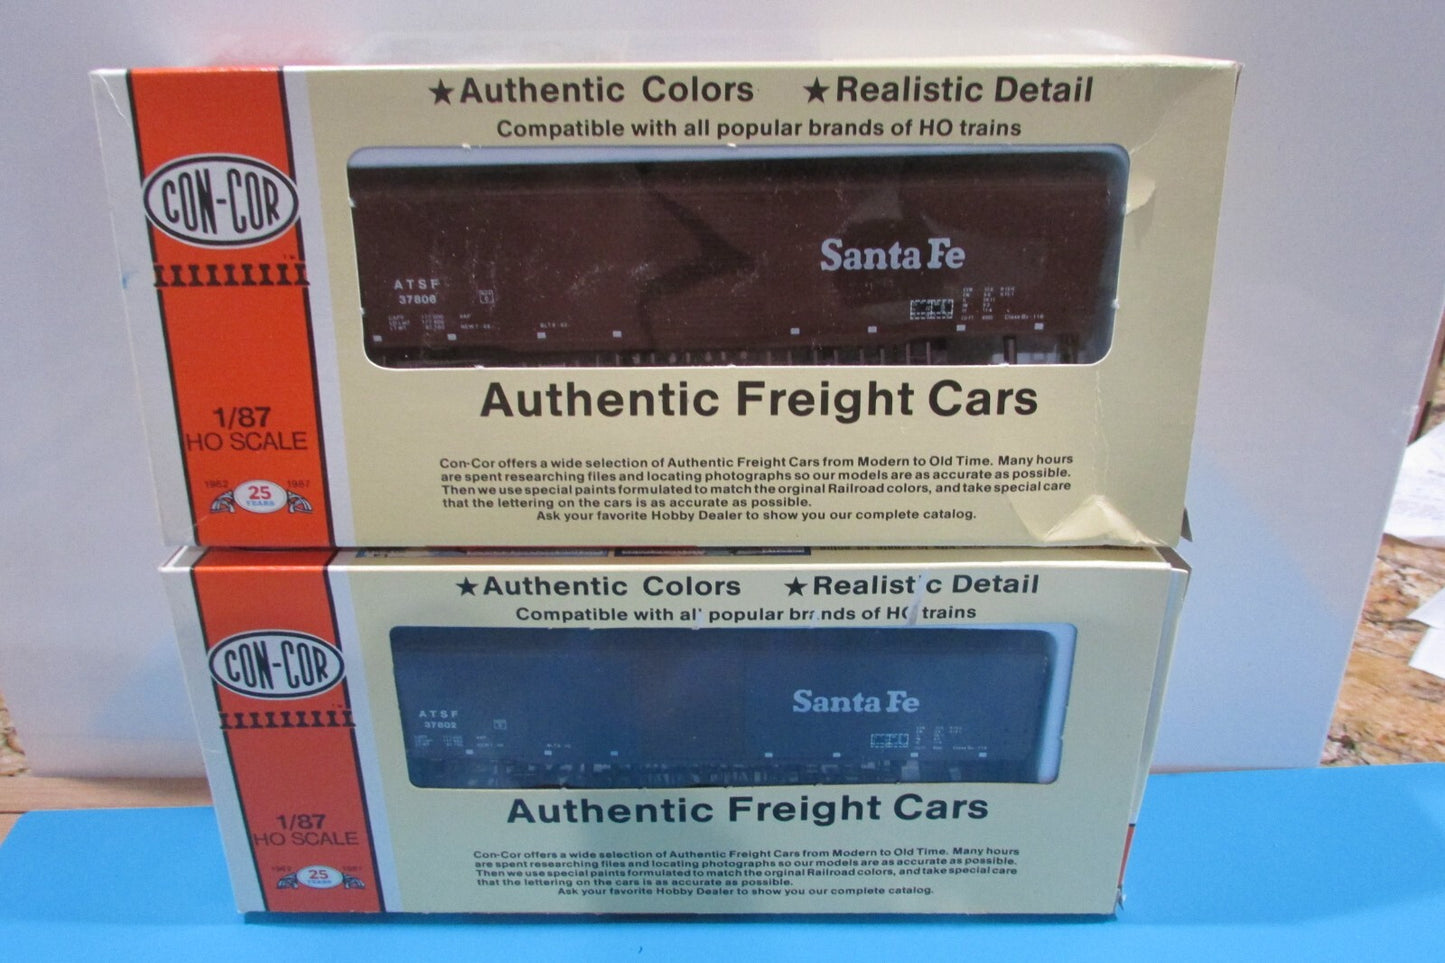 ★Authentic Colors ★Realistic Detail
Compatible with all popular brands of HO trains
CON-COR
Santa Fe
ATSF
37806
Authentic Freight Cars
1/87
HO SCALE
1962 25 1987
YEARS
Con-Cor offers a wide selection of Authentic Freight Cars from Modern to Old Time. Many hours
are spent researching files and locating photographs so our models are as accurate as possible.
Then we use special paints formulated to match the orginal Railroad colors, and take special care
that the lettering on the cars is as accurate as possible.
Ask your favorite Hobby Dealer to show you our complete catalog.
★Authentic Colors ★Realistic Detail
Compatible with all popular brands of HO trains
CON-COR
Santa Fe
ATSF
37802
Authentic Freight Cars
1/87
HO SCALE
1962 25 1987
YEARS
Con-Cor offers a wide selection of Authentic Freight Cars from Modern to Old Time. Many hours
are spent researching files and locating photographs so our models are as accurate as possible.
Then we use special paints formulated to match the orginal Railroad colors, and take special care
that the lettering on the cars is as accurate as possible.
Ask your favorite Hobby Dealer to show you our complete catalog.